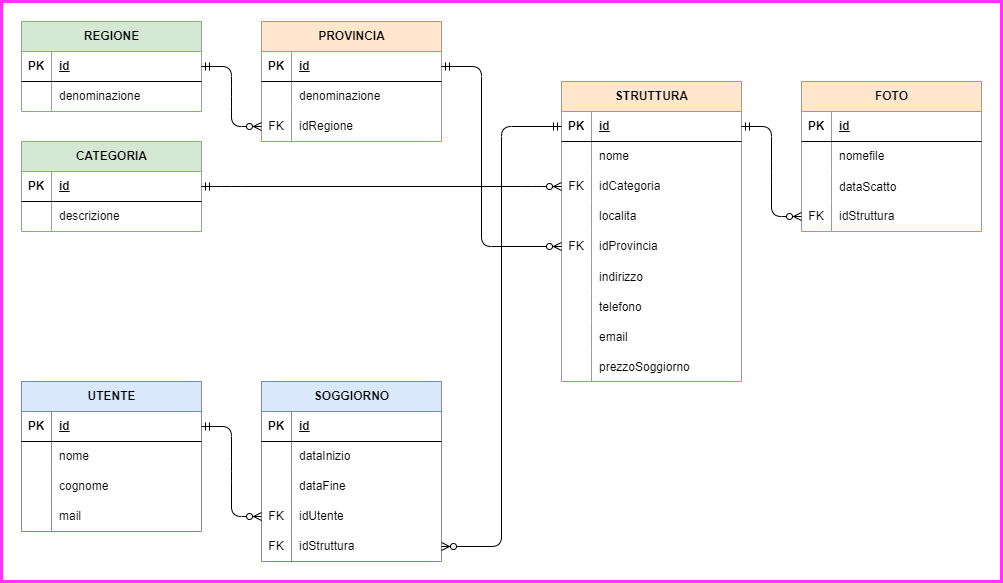 REGIONE
PK id
denominazione
PROVINCIA
PK id
denominazione
FK idRegione
CATEGORIA
PK id
descrizione
STRUTTURA
PK id
nome
FK idCategoria
localita
FK idProvincia
indirizzo
telefono
email
prezzoSoggiorno
FOTO
PK id
nomefile
dataScatto
FK idStruttura
UTENTE
PK id
nome
cognome
mail
SOGGIORNO
PK id
dataInizio
dataFine
FK idUtente
FK idStruttura